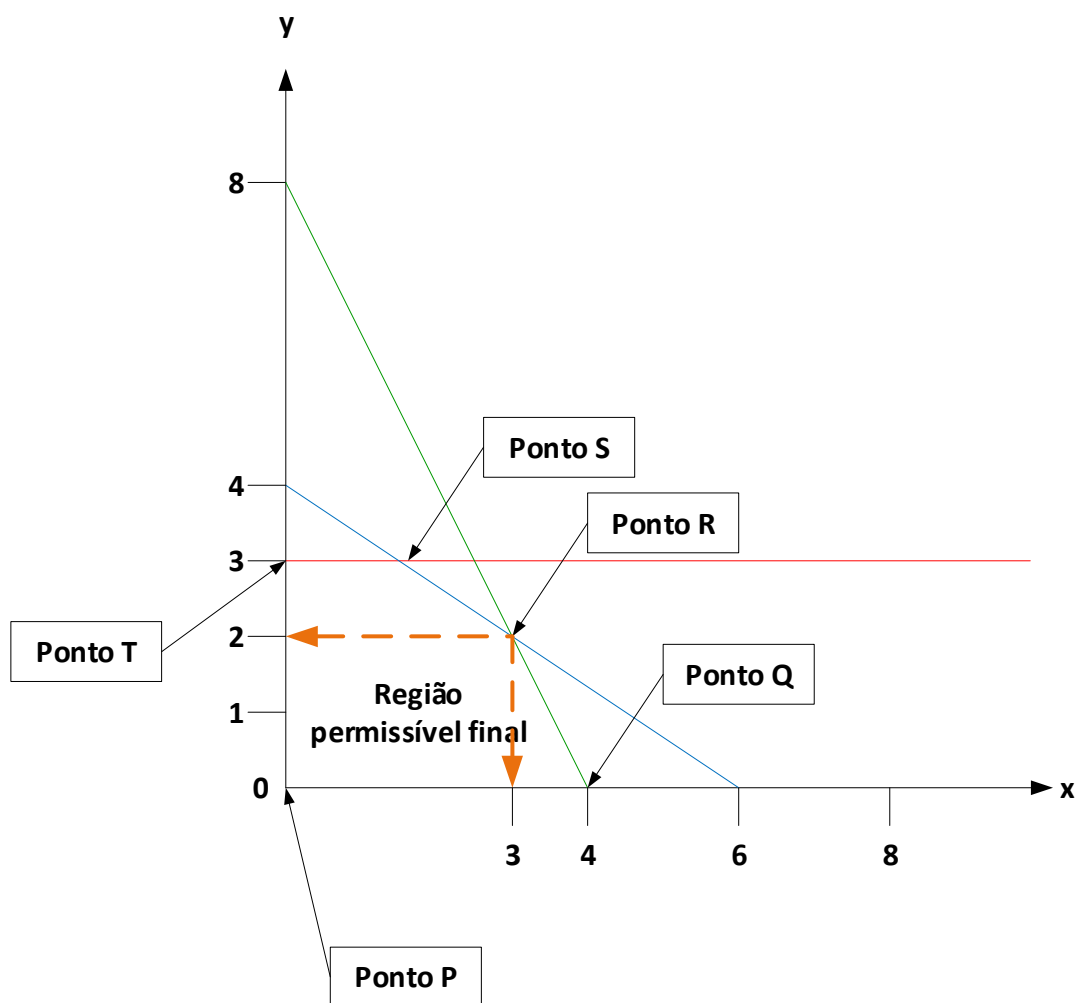 y
8
Ponto S
4
Ponto R
3
Ponto T
2
Ponto Q
Região
permissível final
1
0
x
3 4 6 8
Ponto P